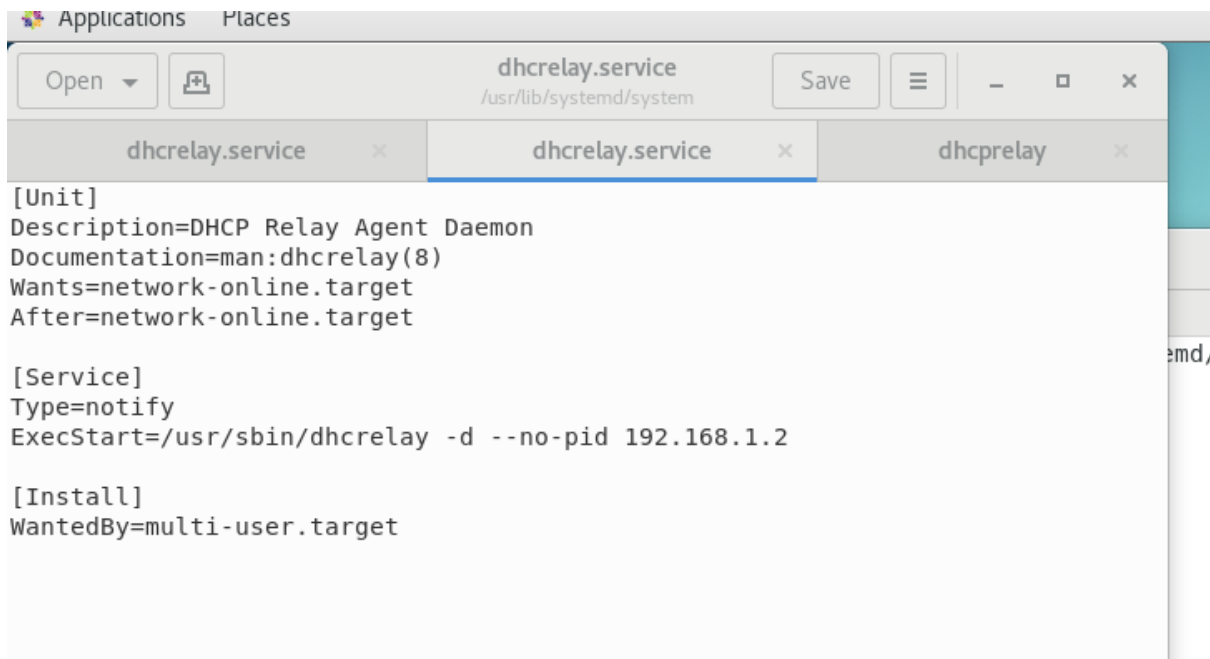 Applications Places
Open
dhcrelay.service
/usr/lib/systemd/system
Save
dhcrelay.service
dhcrelay.service
dhcprelay
[Unit]
Description=DHCP Relay Agent Daemon
Documentation=man:dhcrelay(8)
Wants=network-online.target
After=network-online.target
emd/
[Service]
Type=notify
ExecStart=/usr/sbin/dhcrelay -d --no-pid 192.168.1.2
[Install]
WantedBy=multi-user.target